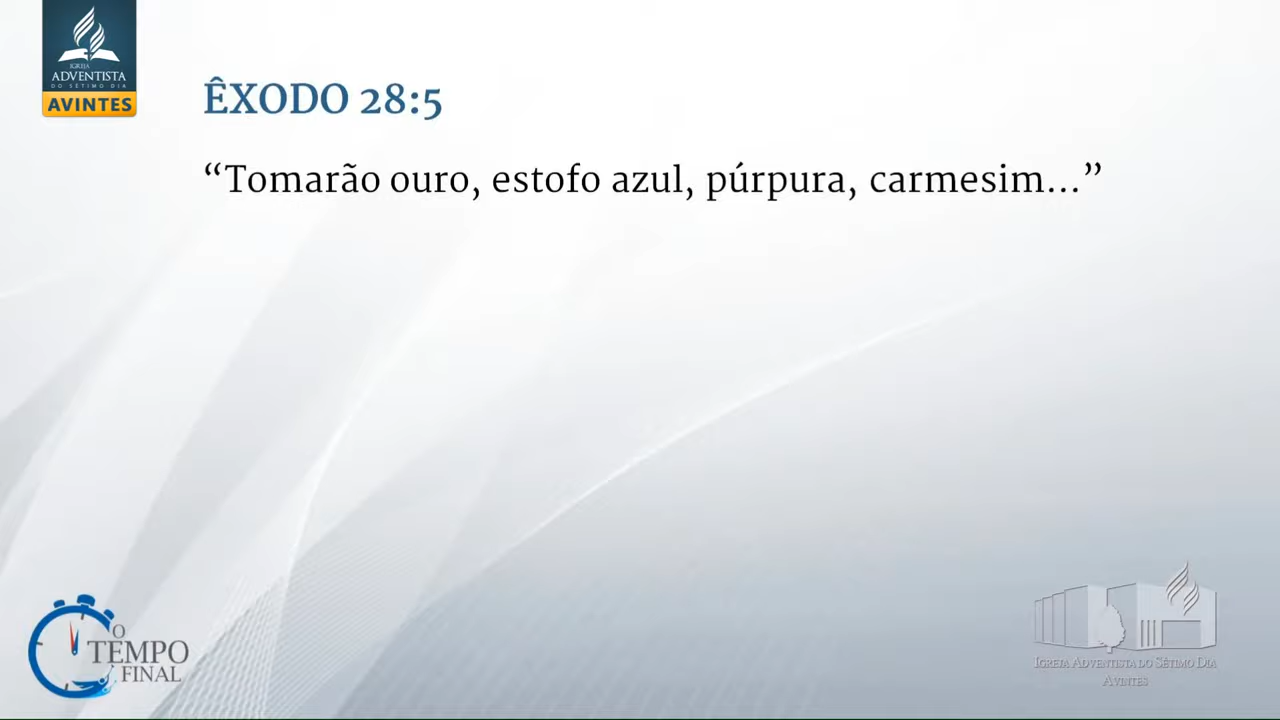 IGREJA
ADVENTISTA
DO SÉTIMO DIA
AVINTES
ÊXODO 28:5
“Tomarão ouro, estofo azul, púrpura, carmesim...”
O
TEMPO
FINAL
IGREJA ADVENTISTA DO SÉTIMO DIA
AVINTES